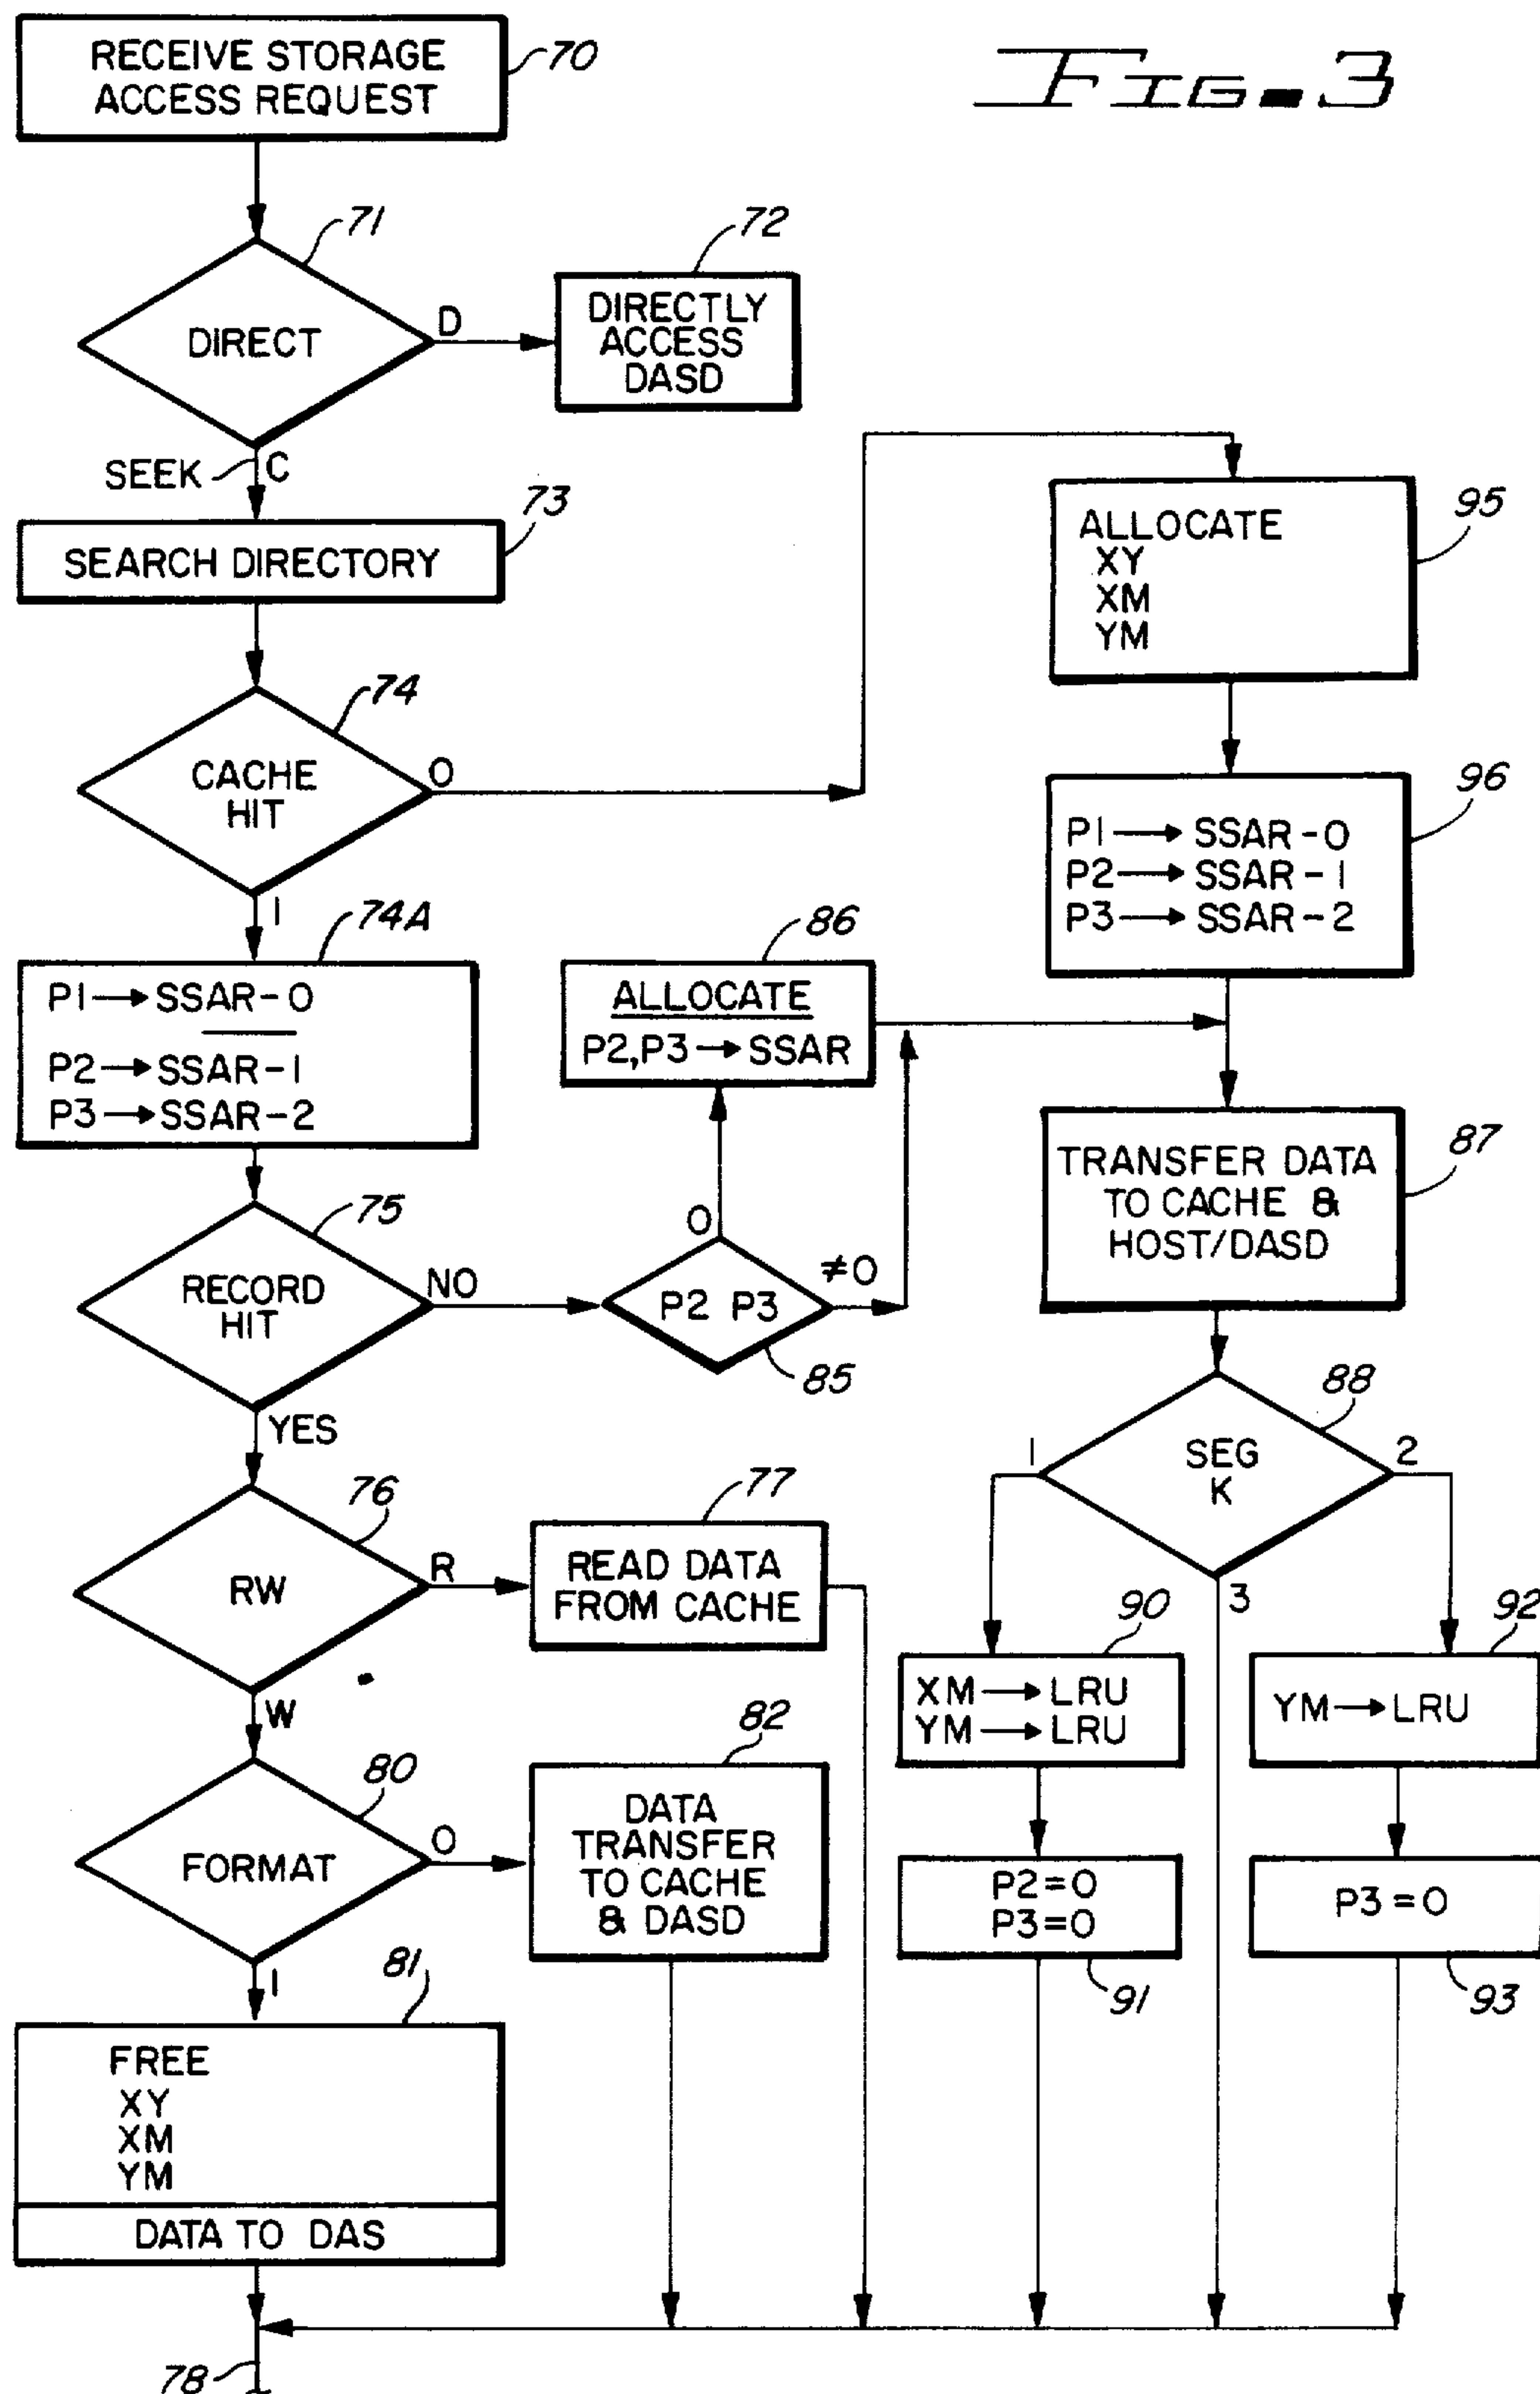 FIG-3
RECEIVE STORAGE
ACCESS REQUEST
70
71
DIRECT
D
72
DIRECTLY
ACCESS
DASD
SEEK
C
73
SEARCH DIRECTORY
74
CACHE
HIT
O
I
95
ALLOCATE
XY
XM
YM
96
P1→SSAR-0
P2→SSAR-1
P3→SSAR-2
74A
P1→SSAR-0
P2→SSAR-1
P3→SSAR-2
86
ALLOCATE
P2,P3→SSAR
75
RECORD
HIT
NO
YES
O
P2 P3
≠0
85
87
TRANSFER DATA
TO CACHE &
HOST/DASD
88
SEG
K
1
2
3
76
RW
R
W
77
READ DATA
FROM CACHE
90
XM→LRU
YM→LRU
92
YM→LRU
80
FORMAT
O
I
82
DATA
TRANSFER
TO CACHE
& DASD
P2=0
P3=0
91
P3=0
93
81
FREE
XY
XM
YM
DATA TO DAS
78